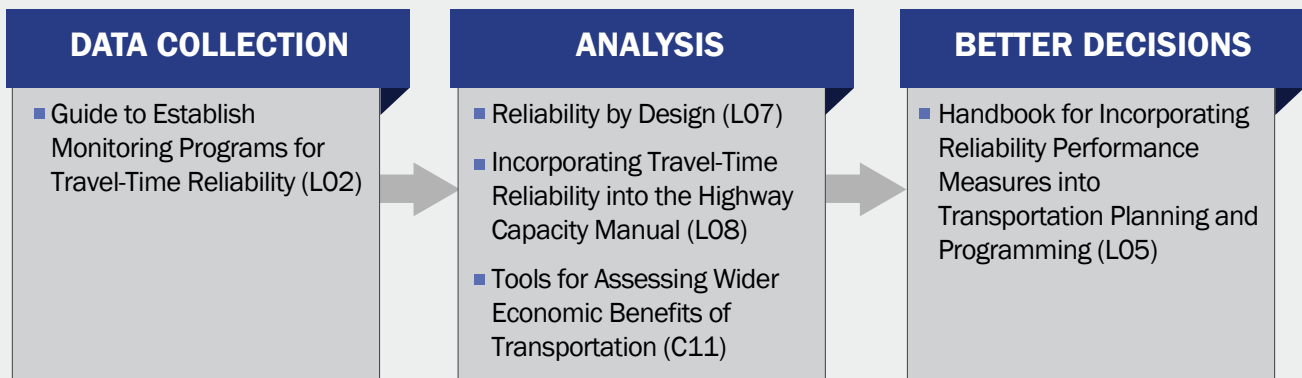 DATA COLLECTION
Guide to Establish
Monitoring Programs for
Travel-Time Reliability (L02)
ANALYSIS
Reliability by Design (L07)
Incorporating Travel-Time
Reliability into the Highway
Capacity Manual (L08)
Tools for Assessing Wider
Economic Benefits of
Transportation (C11)
BETTER DECISIONS
Handbook for Incorporating
Reliability Performance
Measures into
Transportation Planning and
Programming (L05)